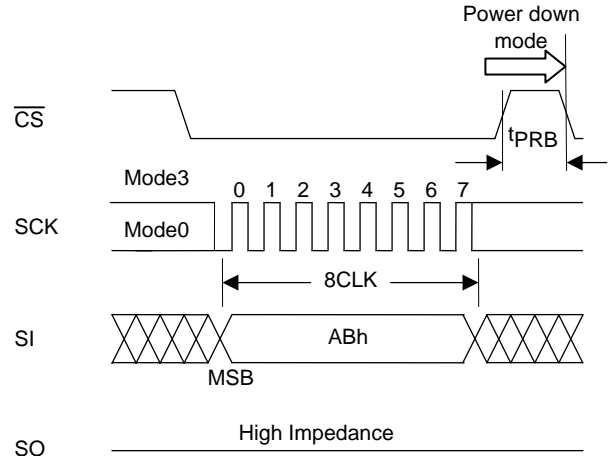 Power down
mode
CS
tPRB
Mode3
0 1 2 3 4 5 6 7
SCK
Mode0
8CLK
SI
ABh
MSB
High Impedance
SO